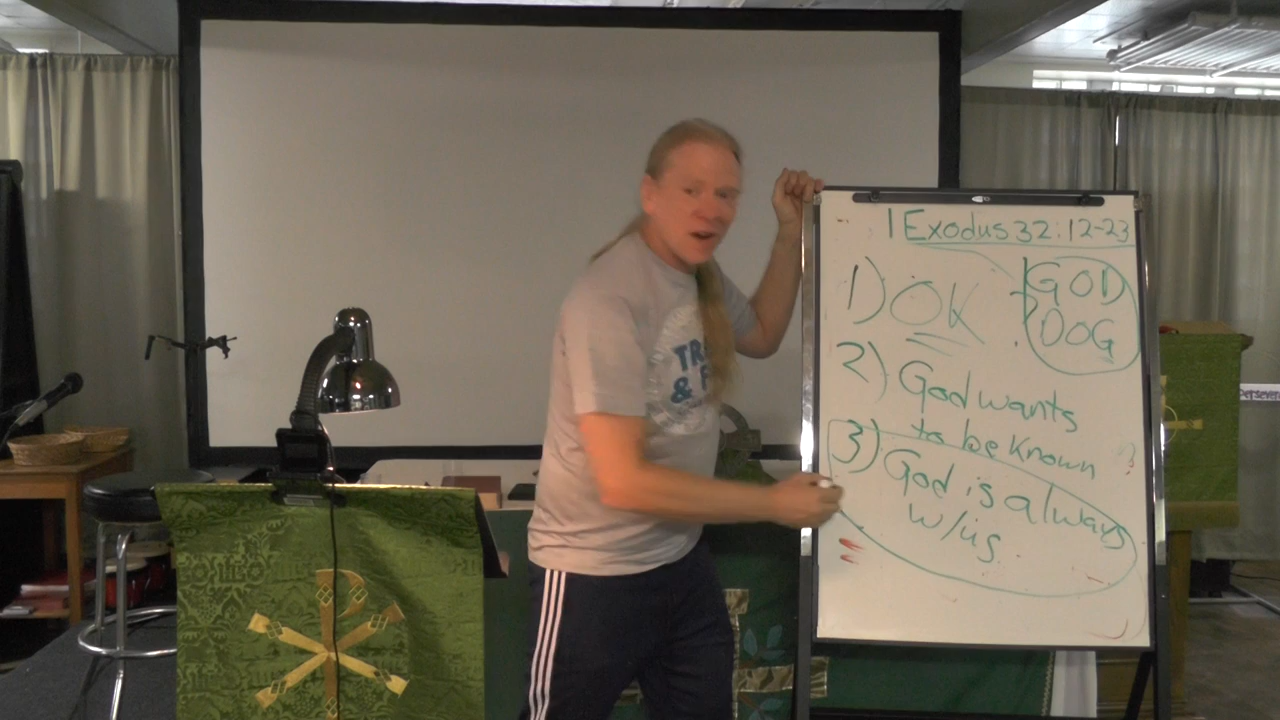 1 Exodus 32:12-23
1) OK
GOD
DOG
2) God wants
to be known
3) God is always
w/us.
TR
& F